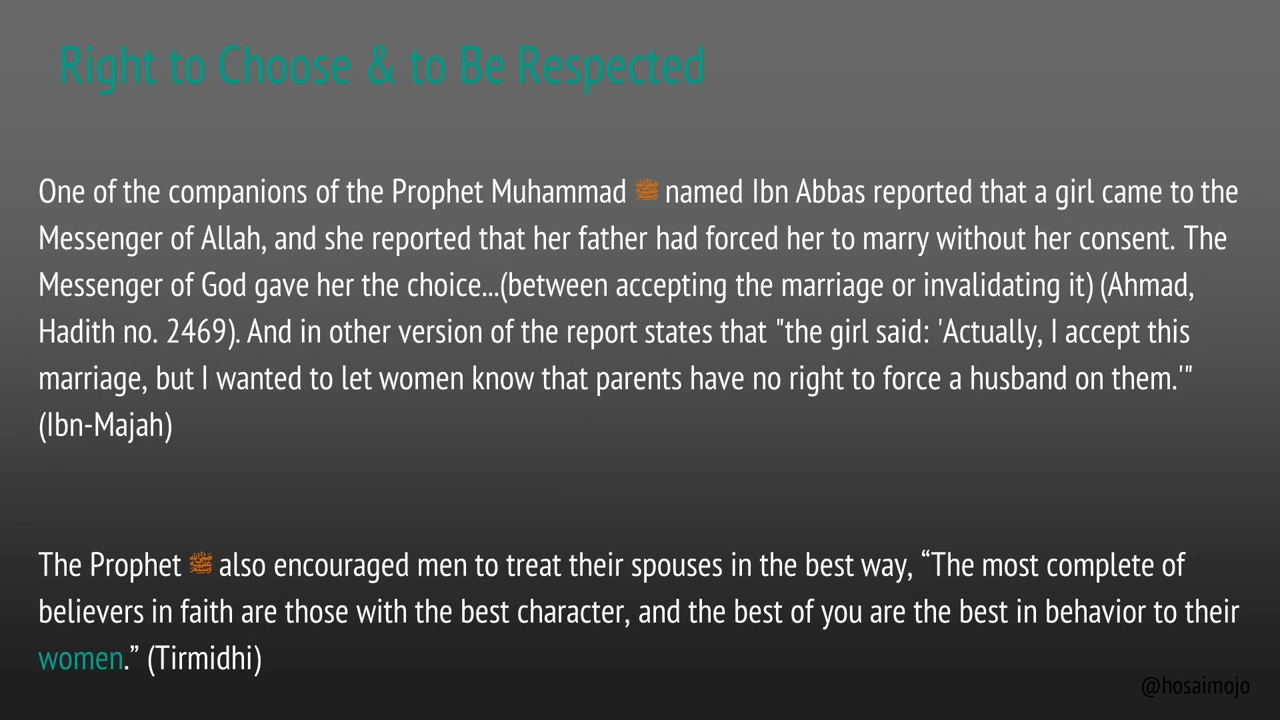 Right to Choose & to Be Respected
One of the companions of the Prophet Muhammad ﷺ named Ibn Abbas reported that a girl came to the
Messenger of Allah, and she reported that her father had forced her to marry without her consent. The
Messenger of God gave her the choice...(between accepting the marriage or invalidating it) (Ahmad,
Hadith no. 2469). And in other version of the report states that "the girl said: 'Actually, I accept this
marriage, but I wanted to let women know that parents have no right to force a husband on them.'"
(Ibn-Majah)
The Prophet ﷺ also encouraged men to treat their spouses in the best way, “The most complete of
believers in faith are those with the best character, and the best of you are the best in behavior to their
women.” (Tirmidhi)
@hosaimojo